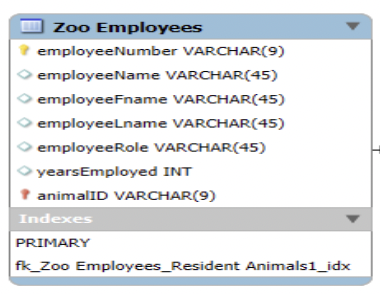 Zoo Employees
employeeNumber VARCHAR(9)
employeeName VARCHAR(45)
employeeFname VARCHAR(45)
employeeLname VARCHAR(45)
employeeRole VARCHAR(45)
yearsEmployed INT
animalID VARCHAR(9)
Indexes
PRIMARY
fk_Zoo Employees_Resident Animals1_idx